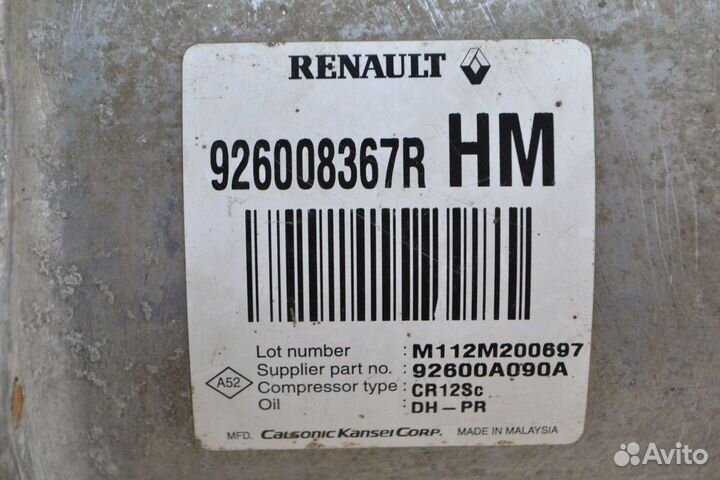 RENAULT
926008367R HM
Lot number : M112M200697
Supplier part no. : 92600A090A
Compressor type : CR12Sc
Oil : DH-PR
A52
MFD. CALSONIC KANSEI CORP. MADE IN MALAYSIA
Avito